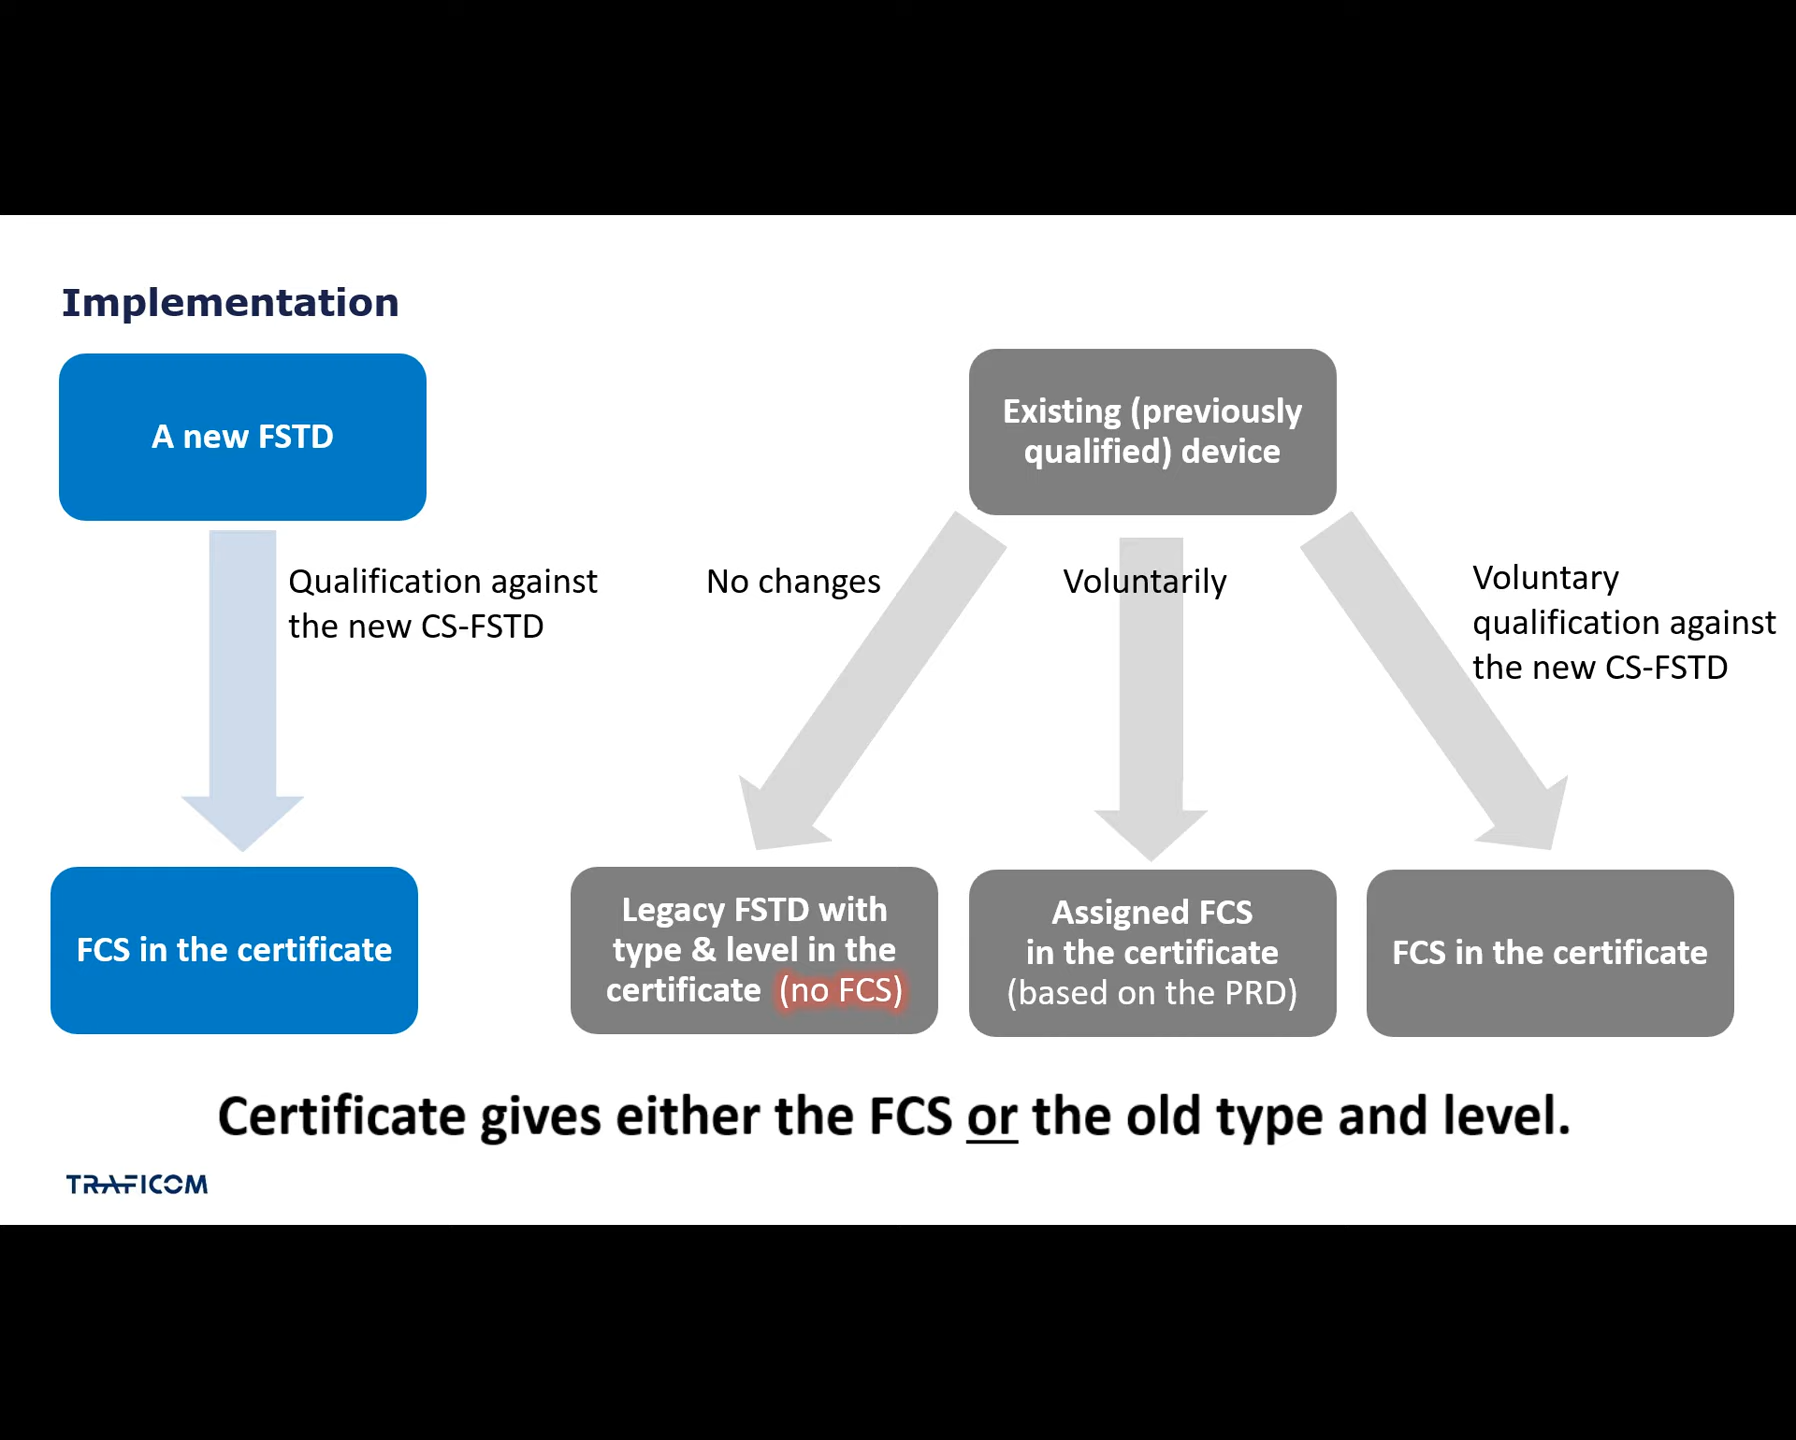 Implementation
A new FSTD
Existing (previously
qualified) device
Qualification against
the new CS-FSTD
No changes
Voluntarily
Voluntary
qualification against
the new CS-FSTD
FCS in the certificate
Legacy FSTD with
type & level in the
certificate (no FCS)
Assigned FCS
in the certificate
(based on the PRD)
FCS in the certificate
Certificate gives either the FCS or the old type and level.
TRAFICOM